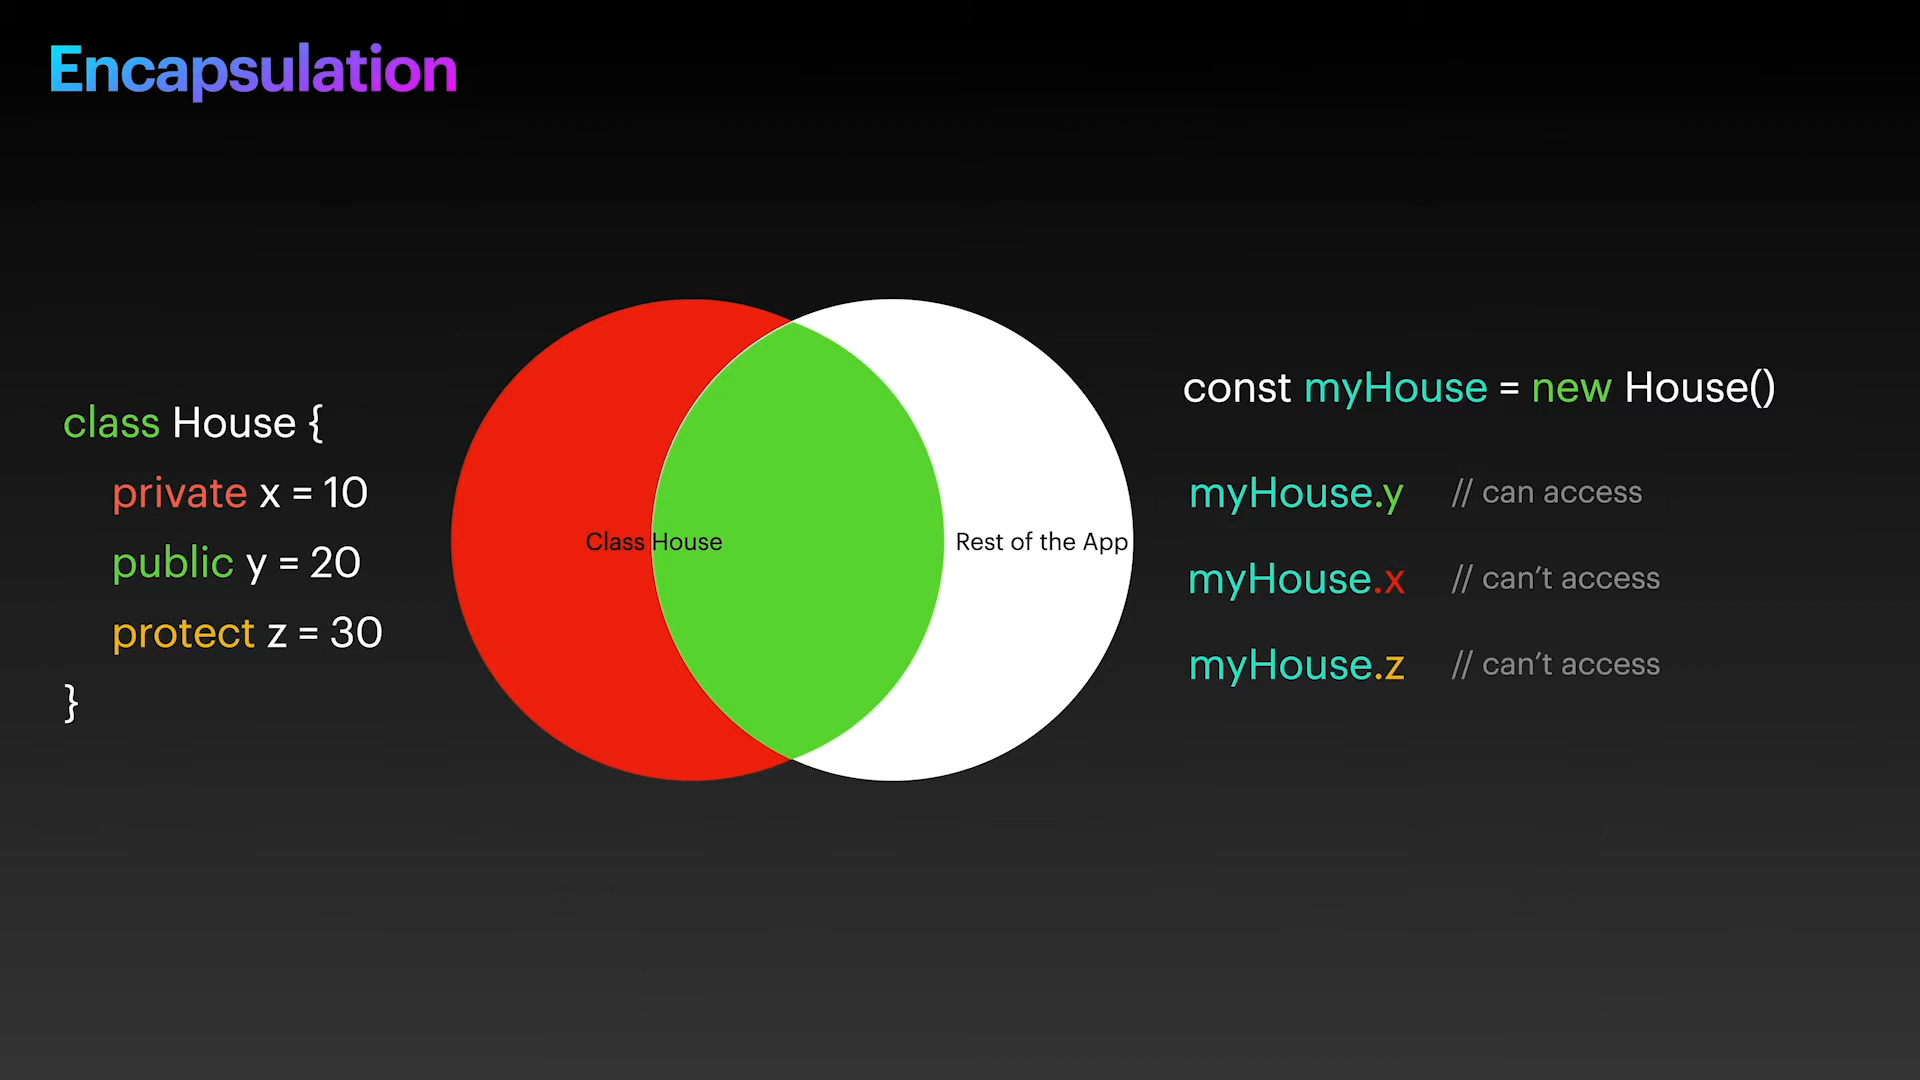 Encapsulation
class House {
private x = 10
public y = 20
protect z = 30
}
Class House
Rest of the App
const myHouse = new House()
myHouse.y // can access
myHouse.x // can’t access
myHouse.z // can’t access